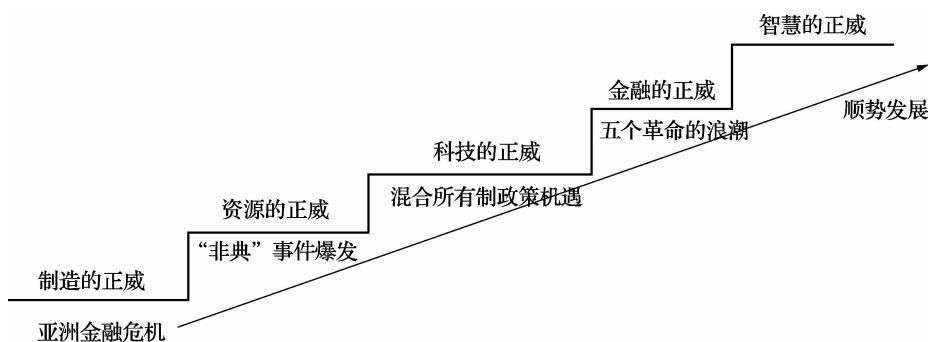 智慧的正威
金融的正威
顺势发展
五个革命的浪潮
科技的正威
混合所有制政策机遇
资源的正威
“非典”事件爆发
制造的正威
亚洲金融危机